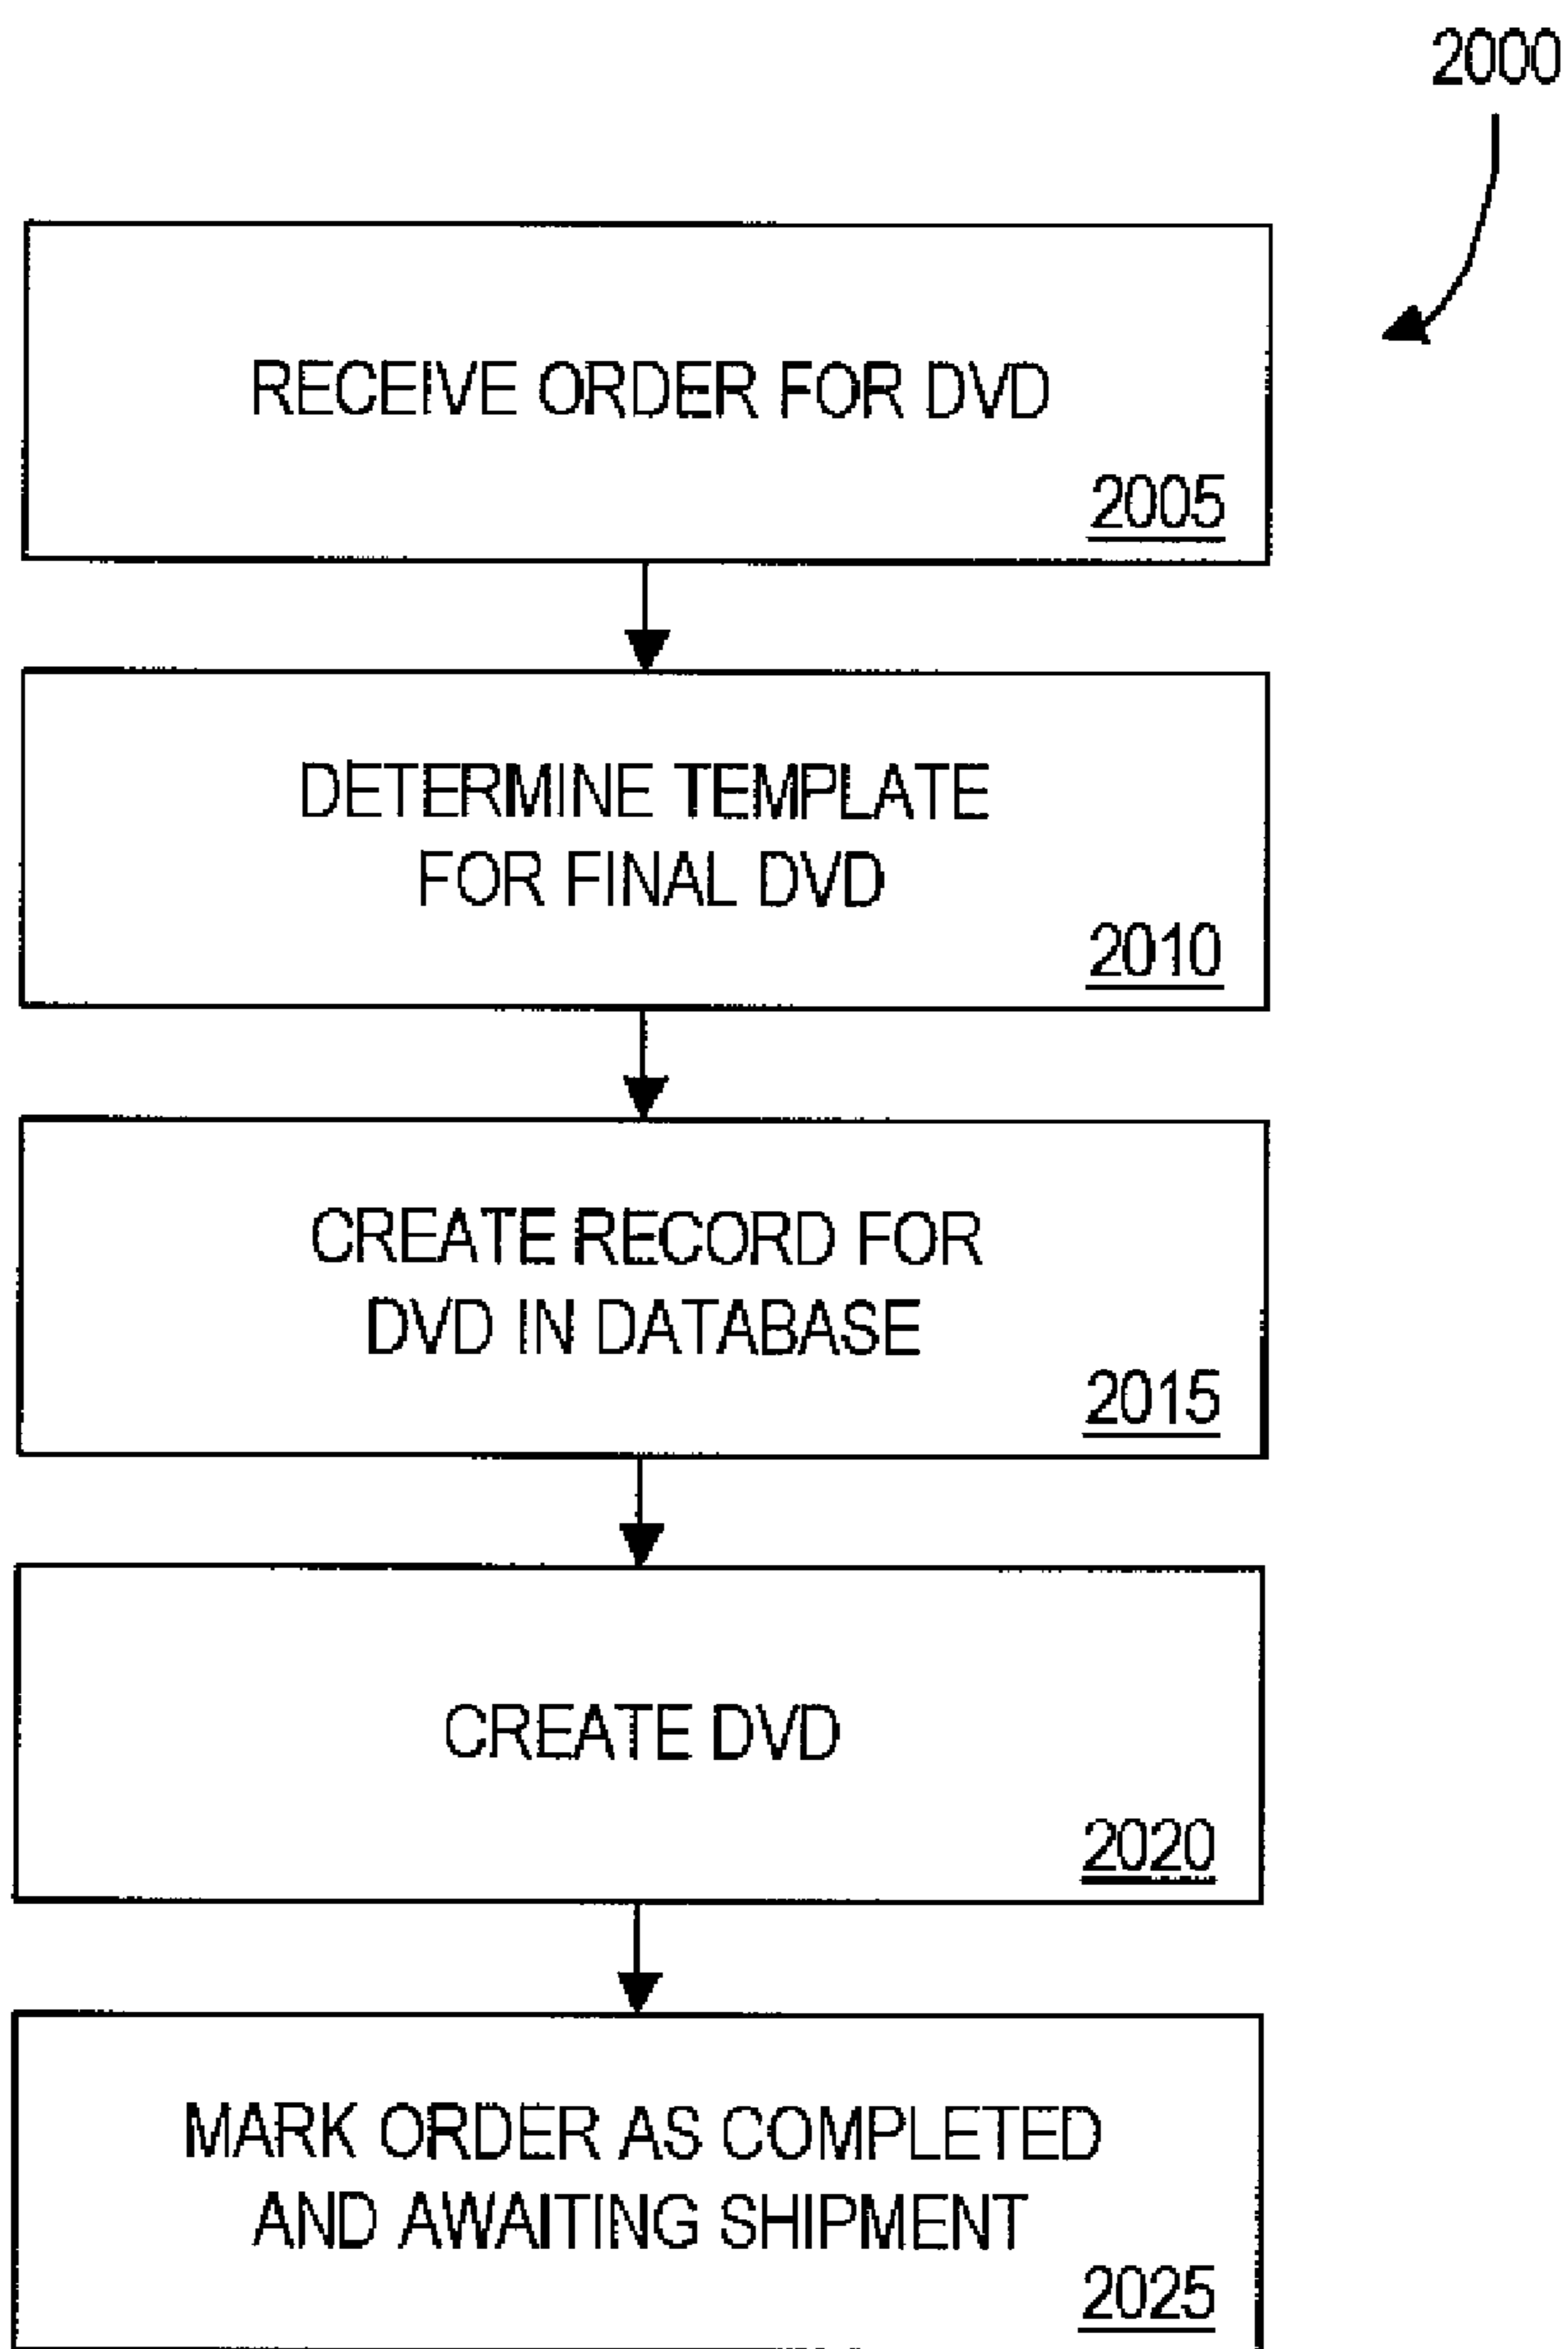 2000
RECEIVE ORDER FOR DVD
2005
DETERMINE TEMPLATE
FOR FINAL DVD
2010
CREATE RECORD FOR
DVD IN DATABASE
2015
CREATE DVD
2020
MARK ORDER AS COMPLETED
AND AWAITING SHIPMENT
2025